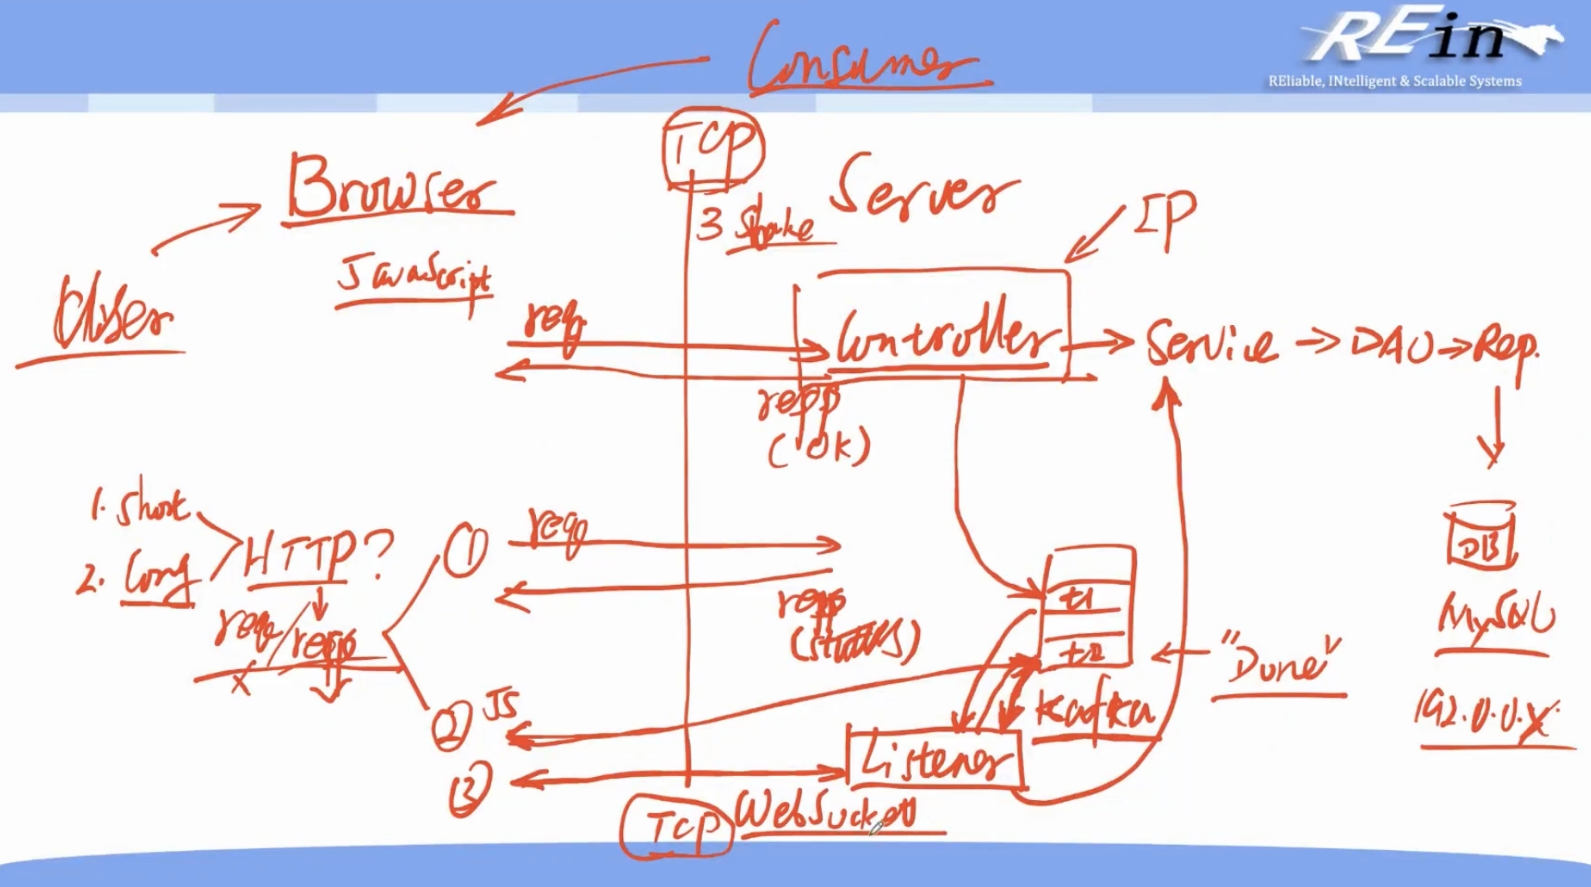 REin
REliable, INtelligent & Scalable Systems
Consumer
TCP
Browser
Server
3 Shake
IP
JavaScript
User
req
Controller → Service → DAO → Rep.
resp
(OK)
1. Short
2. Long
HTTP?
req/resp
x
①
req
resp
(status)
t1
t2
"Done"
Kafka
DB
MySQL
192.0.0.X
② JS
③
Listener
TCP
WebSocket